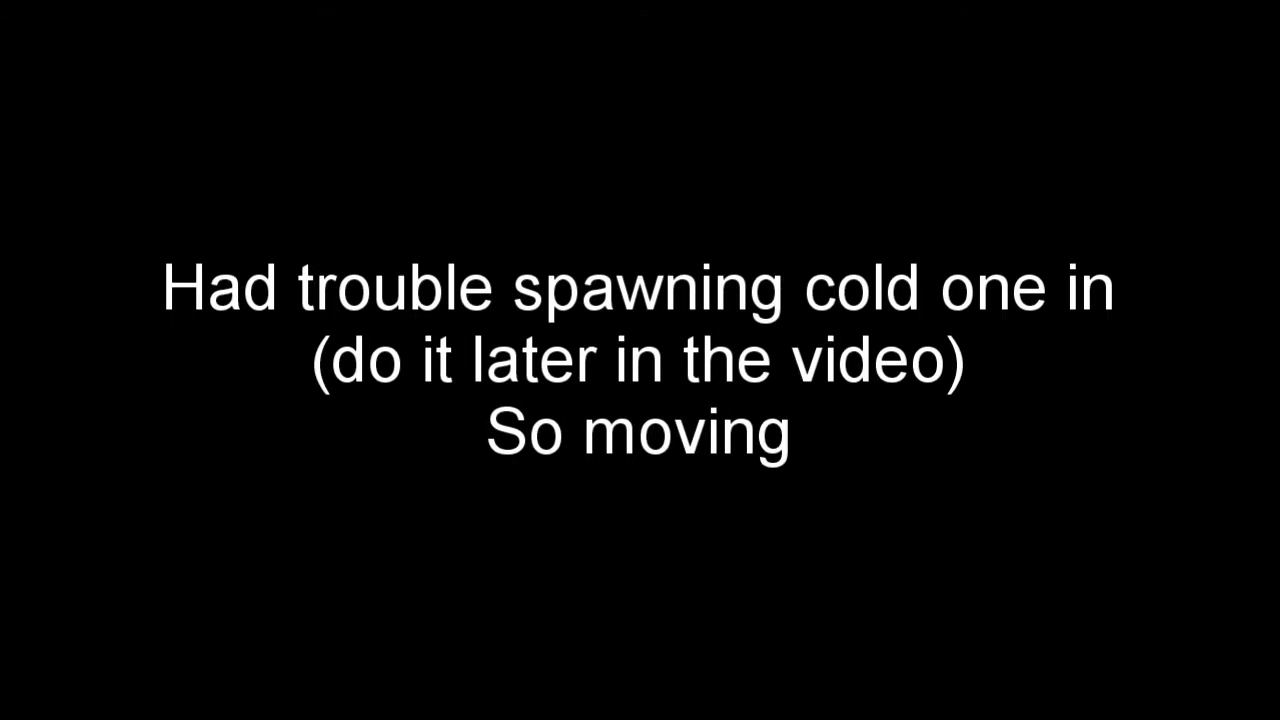 Had trouble spawning cold one in
(do it later in the video)
So moving